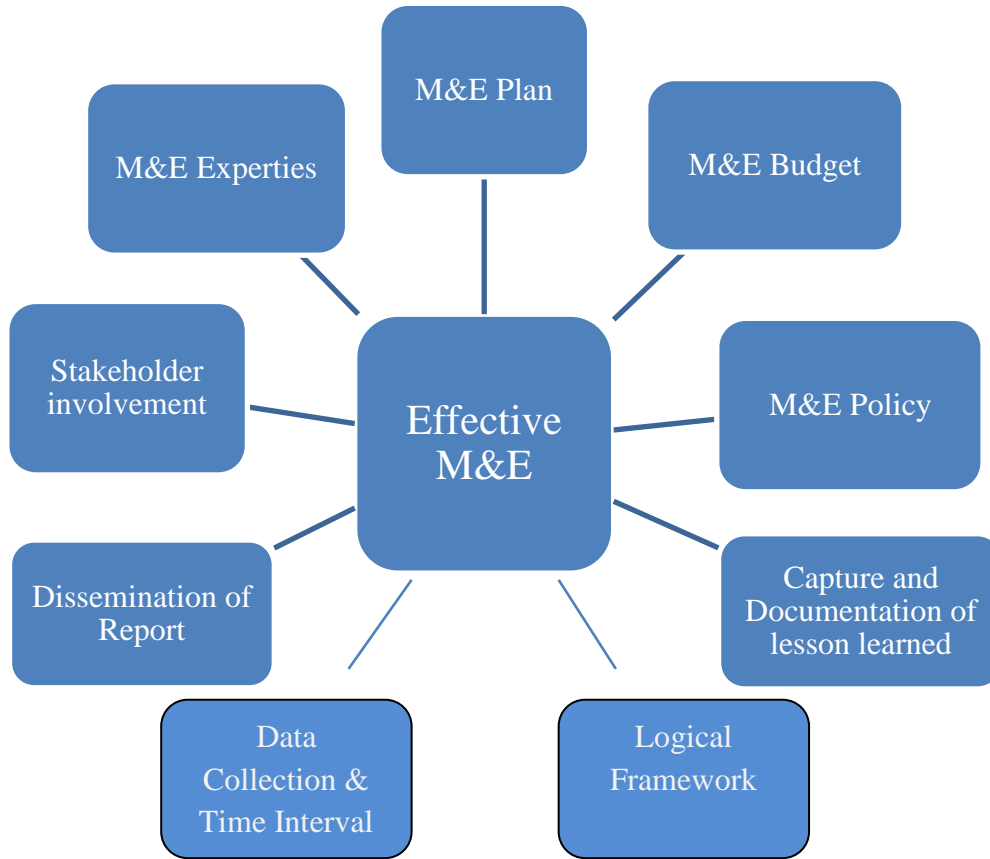 M&E Plan
M&E Experties
M&E Budget
Stakeholder
involvement
Effective
M&E
M&E Policy
Dissemination of
Report
Capture and
Documentation of
lesson learned
Data
Collection &
Time Interval
Logical
Framework